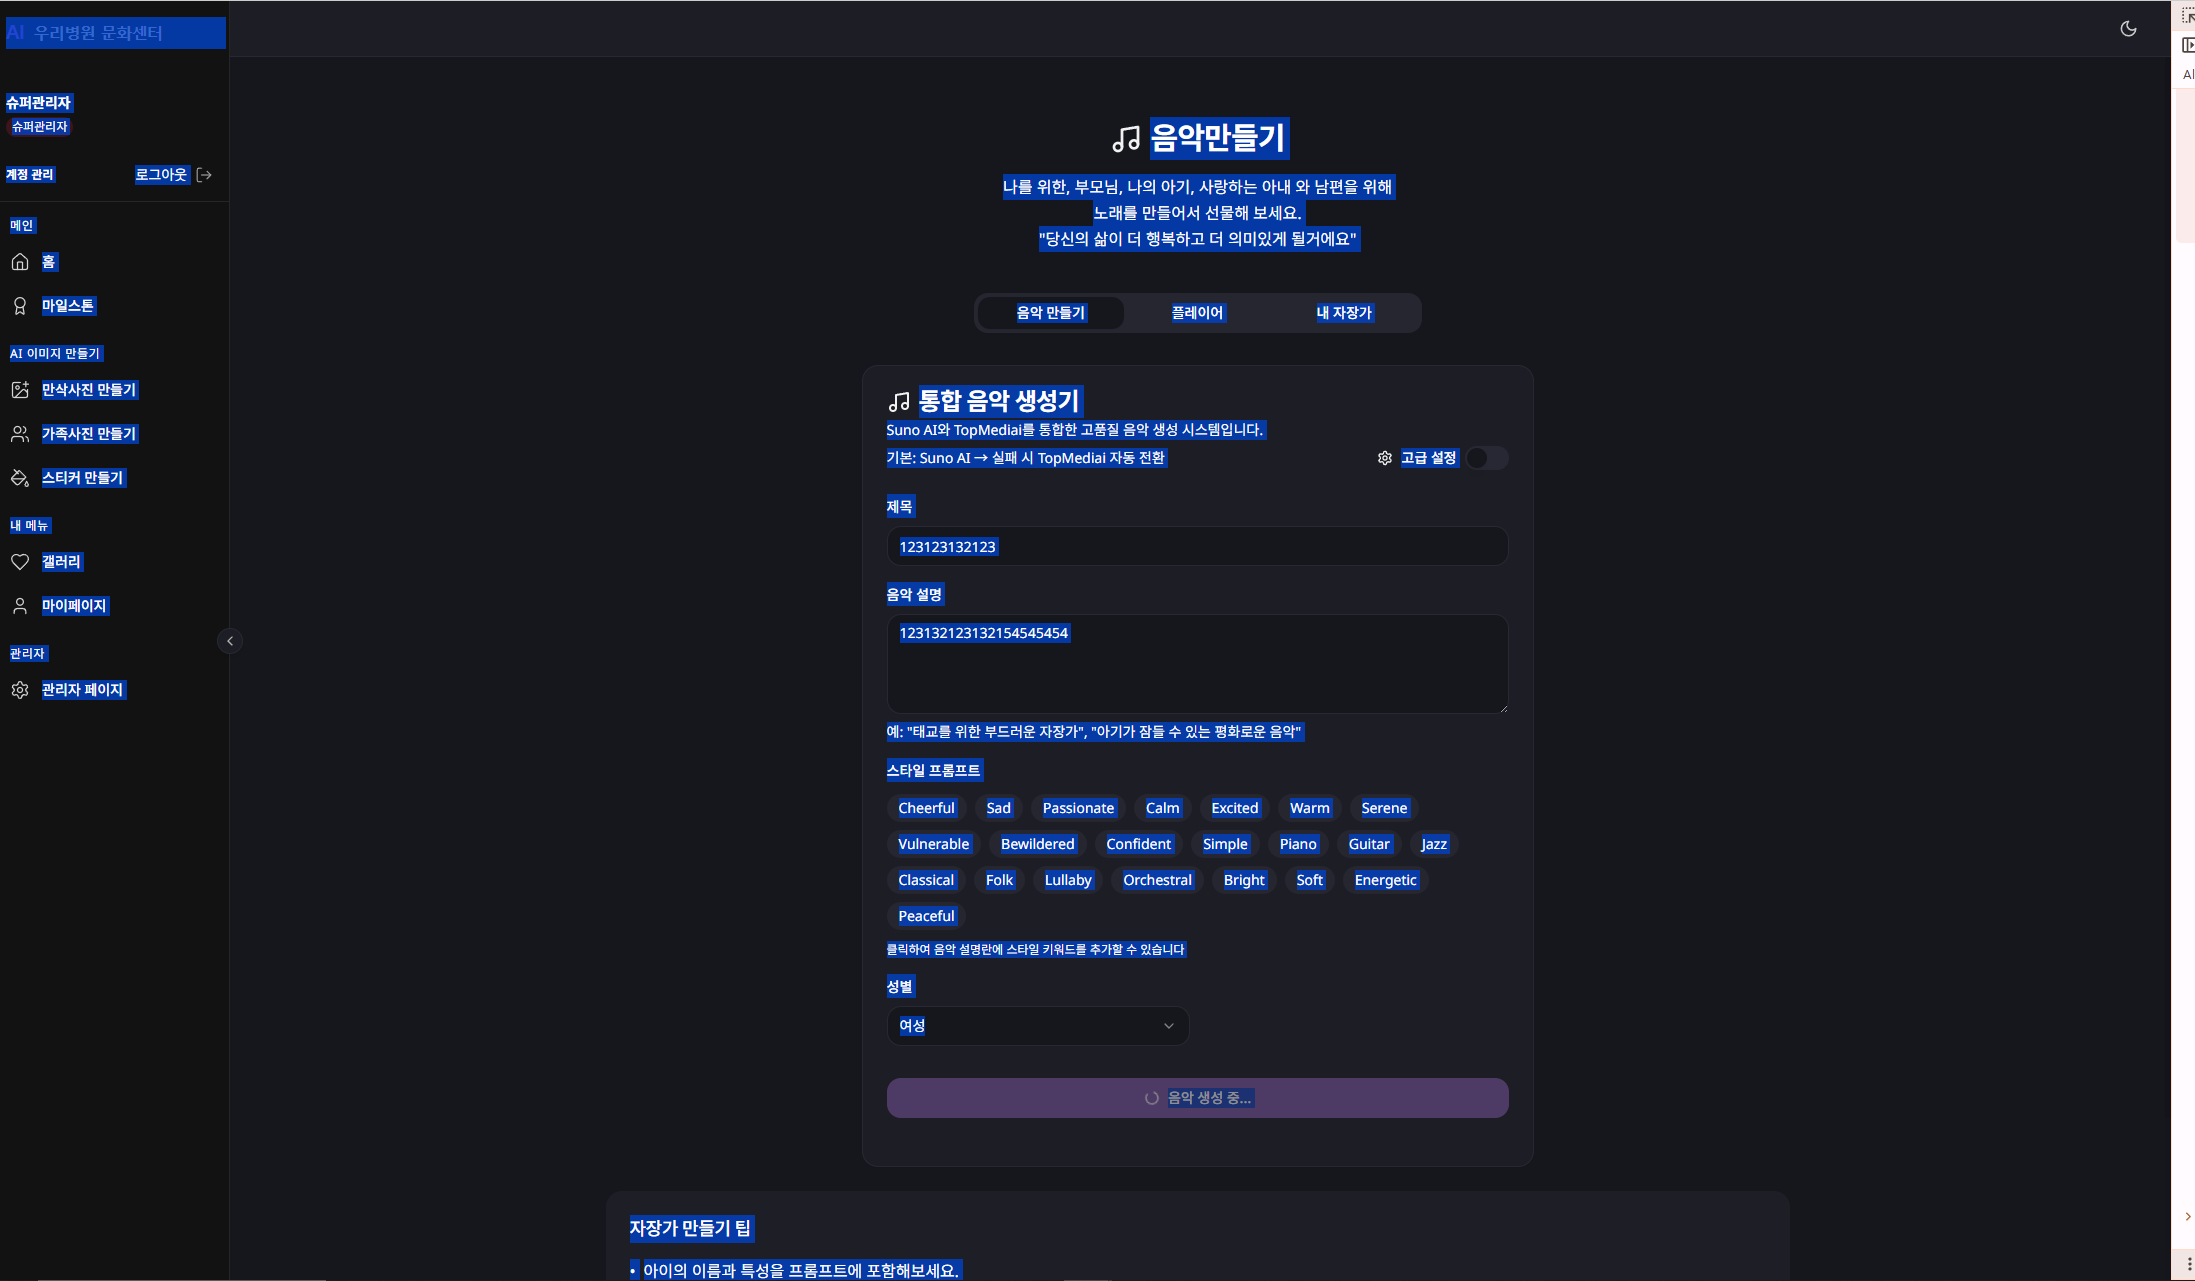 AI 우리병원 문화센터
슈퍼관리자
슈퍼관리자
계정 관리
로그아웃
메인
홈
마일스톤
AI 이미지 만들기
만삭사진 만들기
가족사진 만들기
스티커 만들기
내 메뉴
갤러리
마이페이지
관리자
관리자 페이지
음악만들기
나를 위한, 부모님, 나의 아기, 사랑하는 아내 와 남편을 위해
노래를 만들어서 선물해 보세요.
"당신의 삶이 더 행복하고 더 의미있게 될거에요"
음악 만들기 플레이어 내 자장가
통합 음악 생성기
Suno AI와 TopMediai를 통합한 고품질 음악 생성 시스템입니다.
기본: Suno AI → 실패 시 TopMediai 자동 전환
고급 설정
제목
123123132123
음악 설명
123132123132154545454
예: "태교를 위한 부드러운 자장가", "아기가 잠들 수 있는 평화로운 음악"
스타일 프롬프트
Cheerful Sad Passionate Calm Excited Warm Serene
Vulnerable Bewildered Confident Simple Piano Guitar Jazz
Classical Folk Lullaby Orchestral Bright Soft Energetic
Peaceful
클릭하여 음악 설명란에 스타일 키워드를 추가할 수 있습니다
성별
여성
음악 생성 중...
자장가 만들기 팁
• 아이의 이름과 특성을 프롬프트에 포함해보세요.